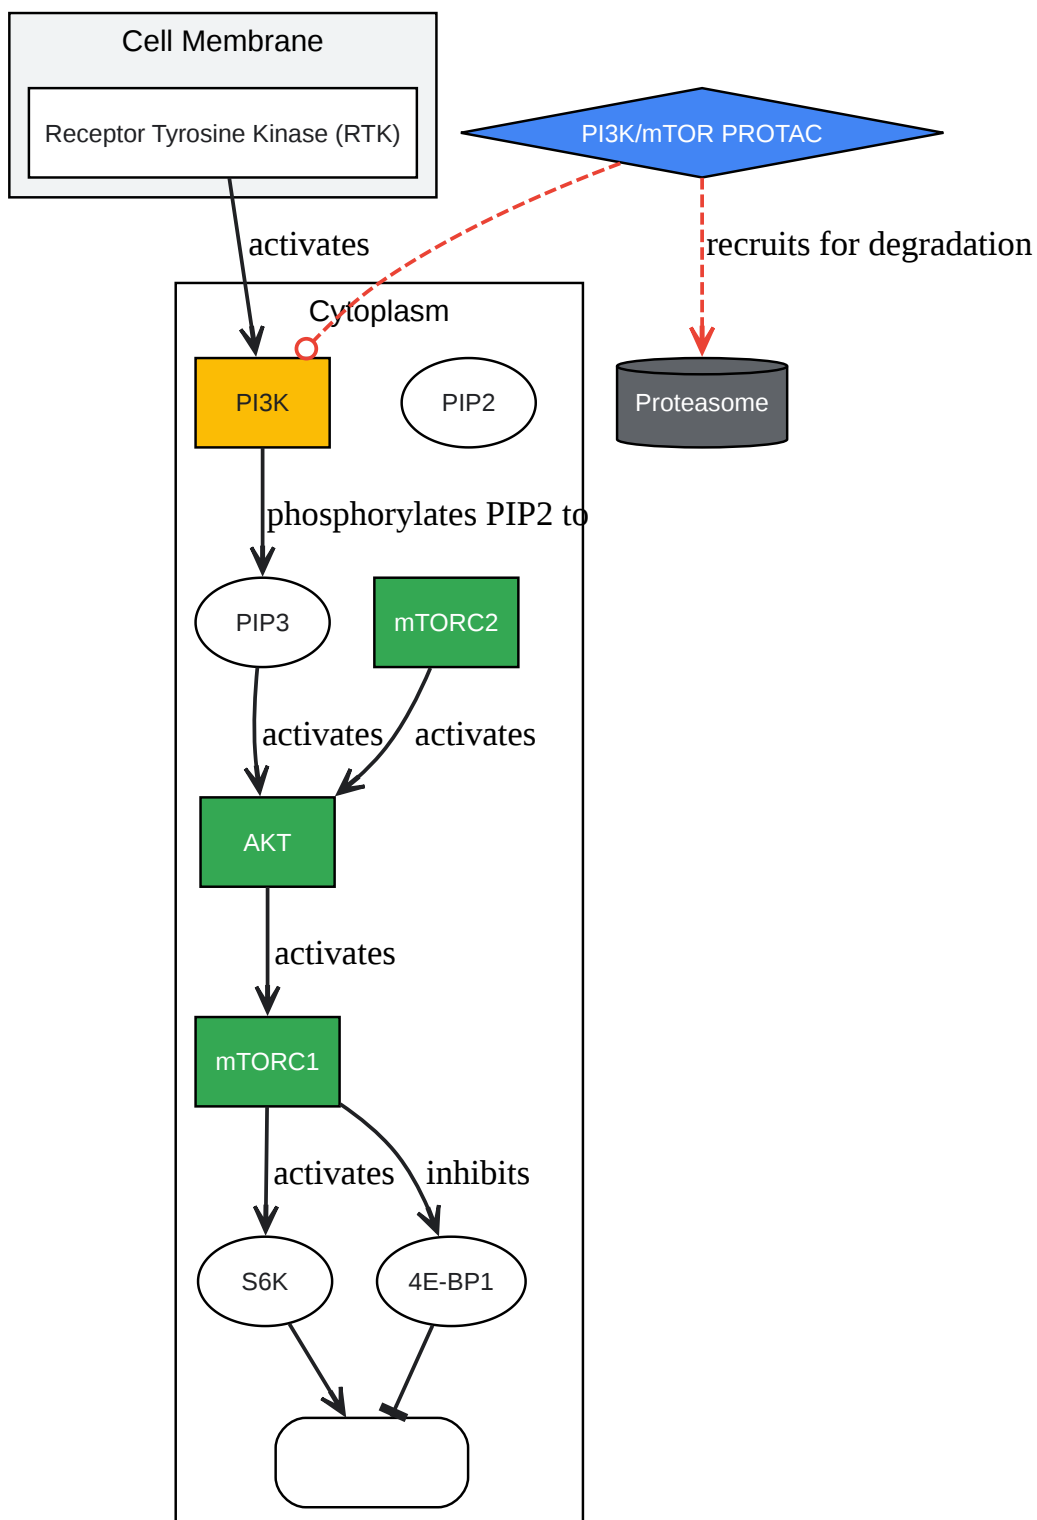 Cell Membrane
Receptor Tyrosine Kinase (RTK)
PI3K/mTOR PROTAC
activates
recruits for degradation
Cytoplasm
PI3K
PIP2
Proteasome
phosphorylates PIP2 to
PIP3
mTORC2
activates
activates
AKT
activates
mTORC1
activates
inhibits
S6K
4E-BP1